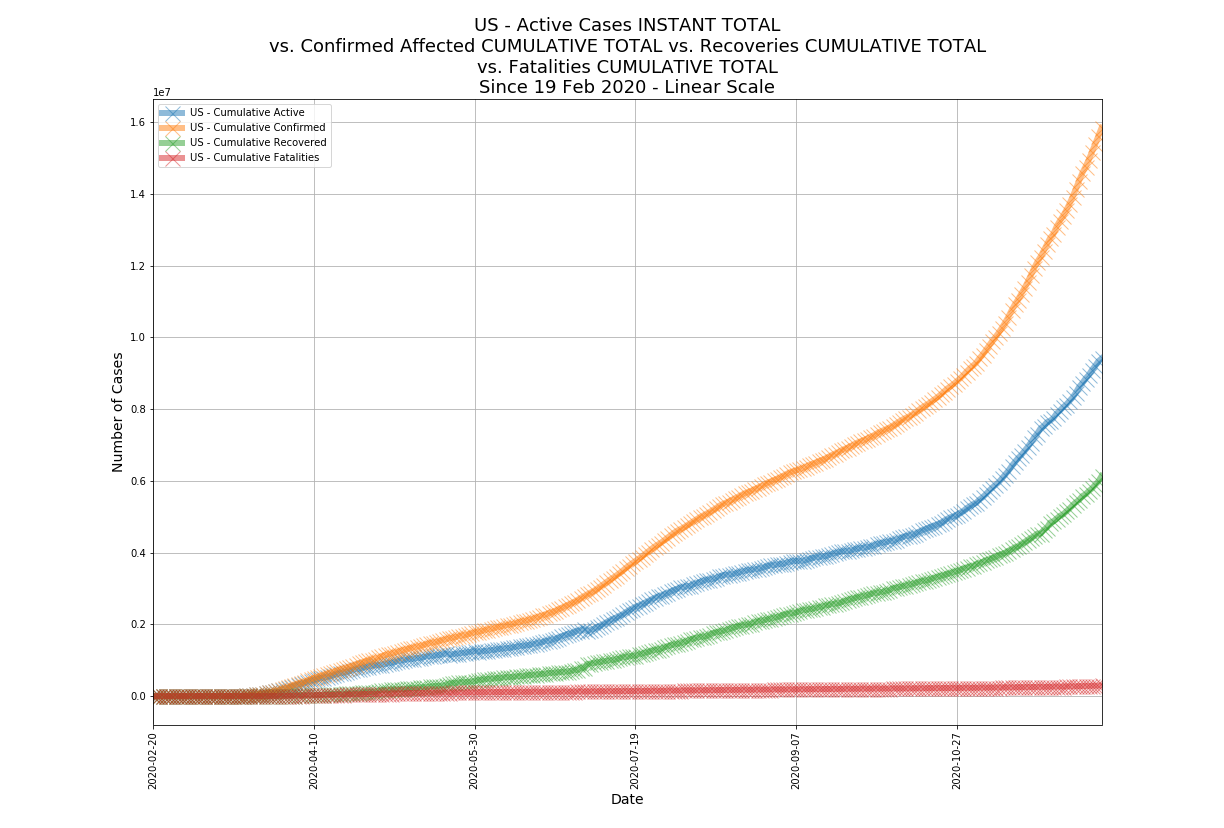 US - Active Cases INSTANT TOTAL
vs. Confirmed Affected CUMULATIVE TOTAL vs. Recoveries CUMULATIVE TOTAL
vs. Fatalities CUMULATIVE TOTAL
Since 19 Feb 2020 - Linear Scale
1e7
US - Cumulative Active
US - Cumulative Confirmed
US - Cumulative Recovered
US - Cumulative Fatalities
1.6
1.4
1.2
1.0
0.8
0.6
0.4
0.2
0.0
Number of Cases
2020-02-20
2020-04-10
2020-05-30
2020-07-19
2020-09-07
2020-10-27
Date